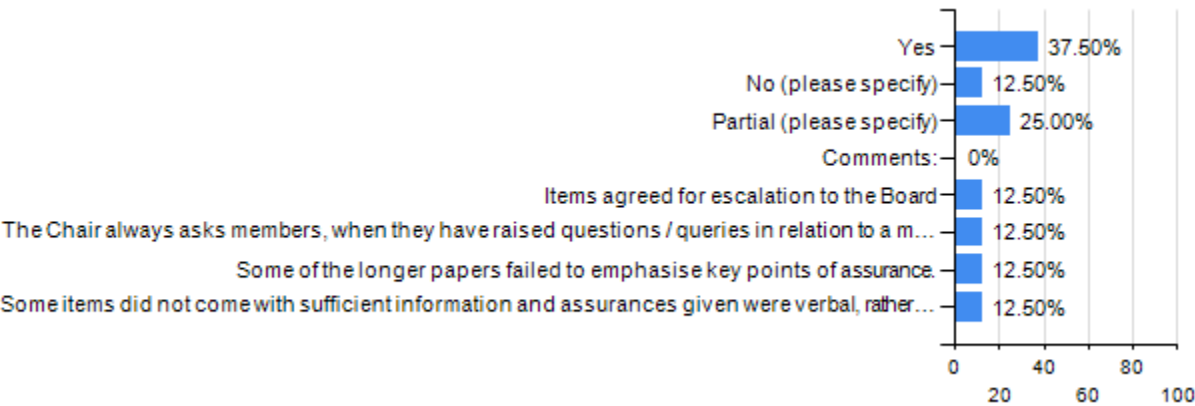 Yes 37.50%
No (please specify) 12.50%
Partial (please specify) 25.00%
Comments: 0%
Items agreed for escalation to the Board 12.50%
The Chair always asks members, when they have raised questions / queries in relation to a m... 12.50%
Some of the longer papers failed to emphasise key points of assurance. 12.50%
Some items did not come with sufficient information and assurances given were verbal, rather... 12.50%
0 40 80
20 60 100